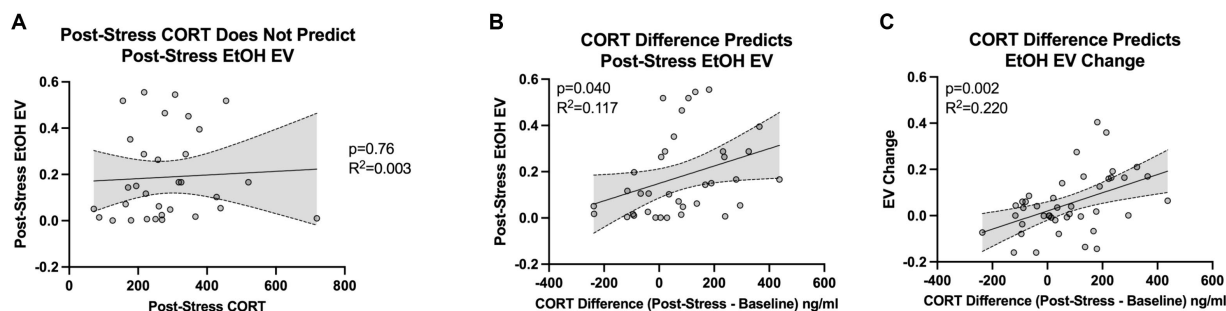 A
Post-Stress CORT Does Not Predict
Post-Stress EtOH EV
Post-Stress EtOH EV
0.6
0.4
0.2
0.0
-0.2
0
200
400
600
800
Post-Stress CORT
p=0.76
R²=0.003
B
CORT Difference Predicts
Post-Stress EtOH EV
p=0.040
R²=0.117
Post-Stress EtOH EV
0.6
0.4
0.2
0.0
-0.2
-400
-200
0
200
400
600
CORT Difference (Post-Stress - Baseline) ng/ml
C
CORT Difference Predicts
EtOH EV Change
p=0.002
R²=0.220
EV Change
0.6
0.4
0.2
0.0
-0.2
-400
-200
0
200
400
600
CORT Difference (Post-Stress - Baseline) ng/ml